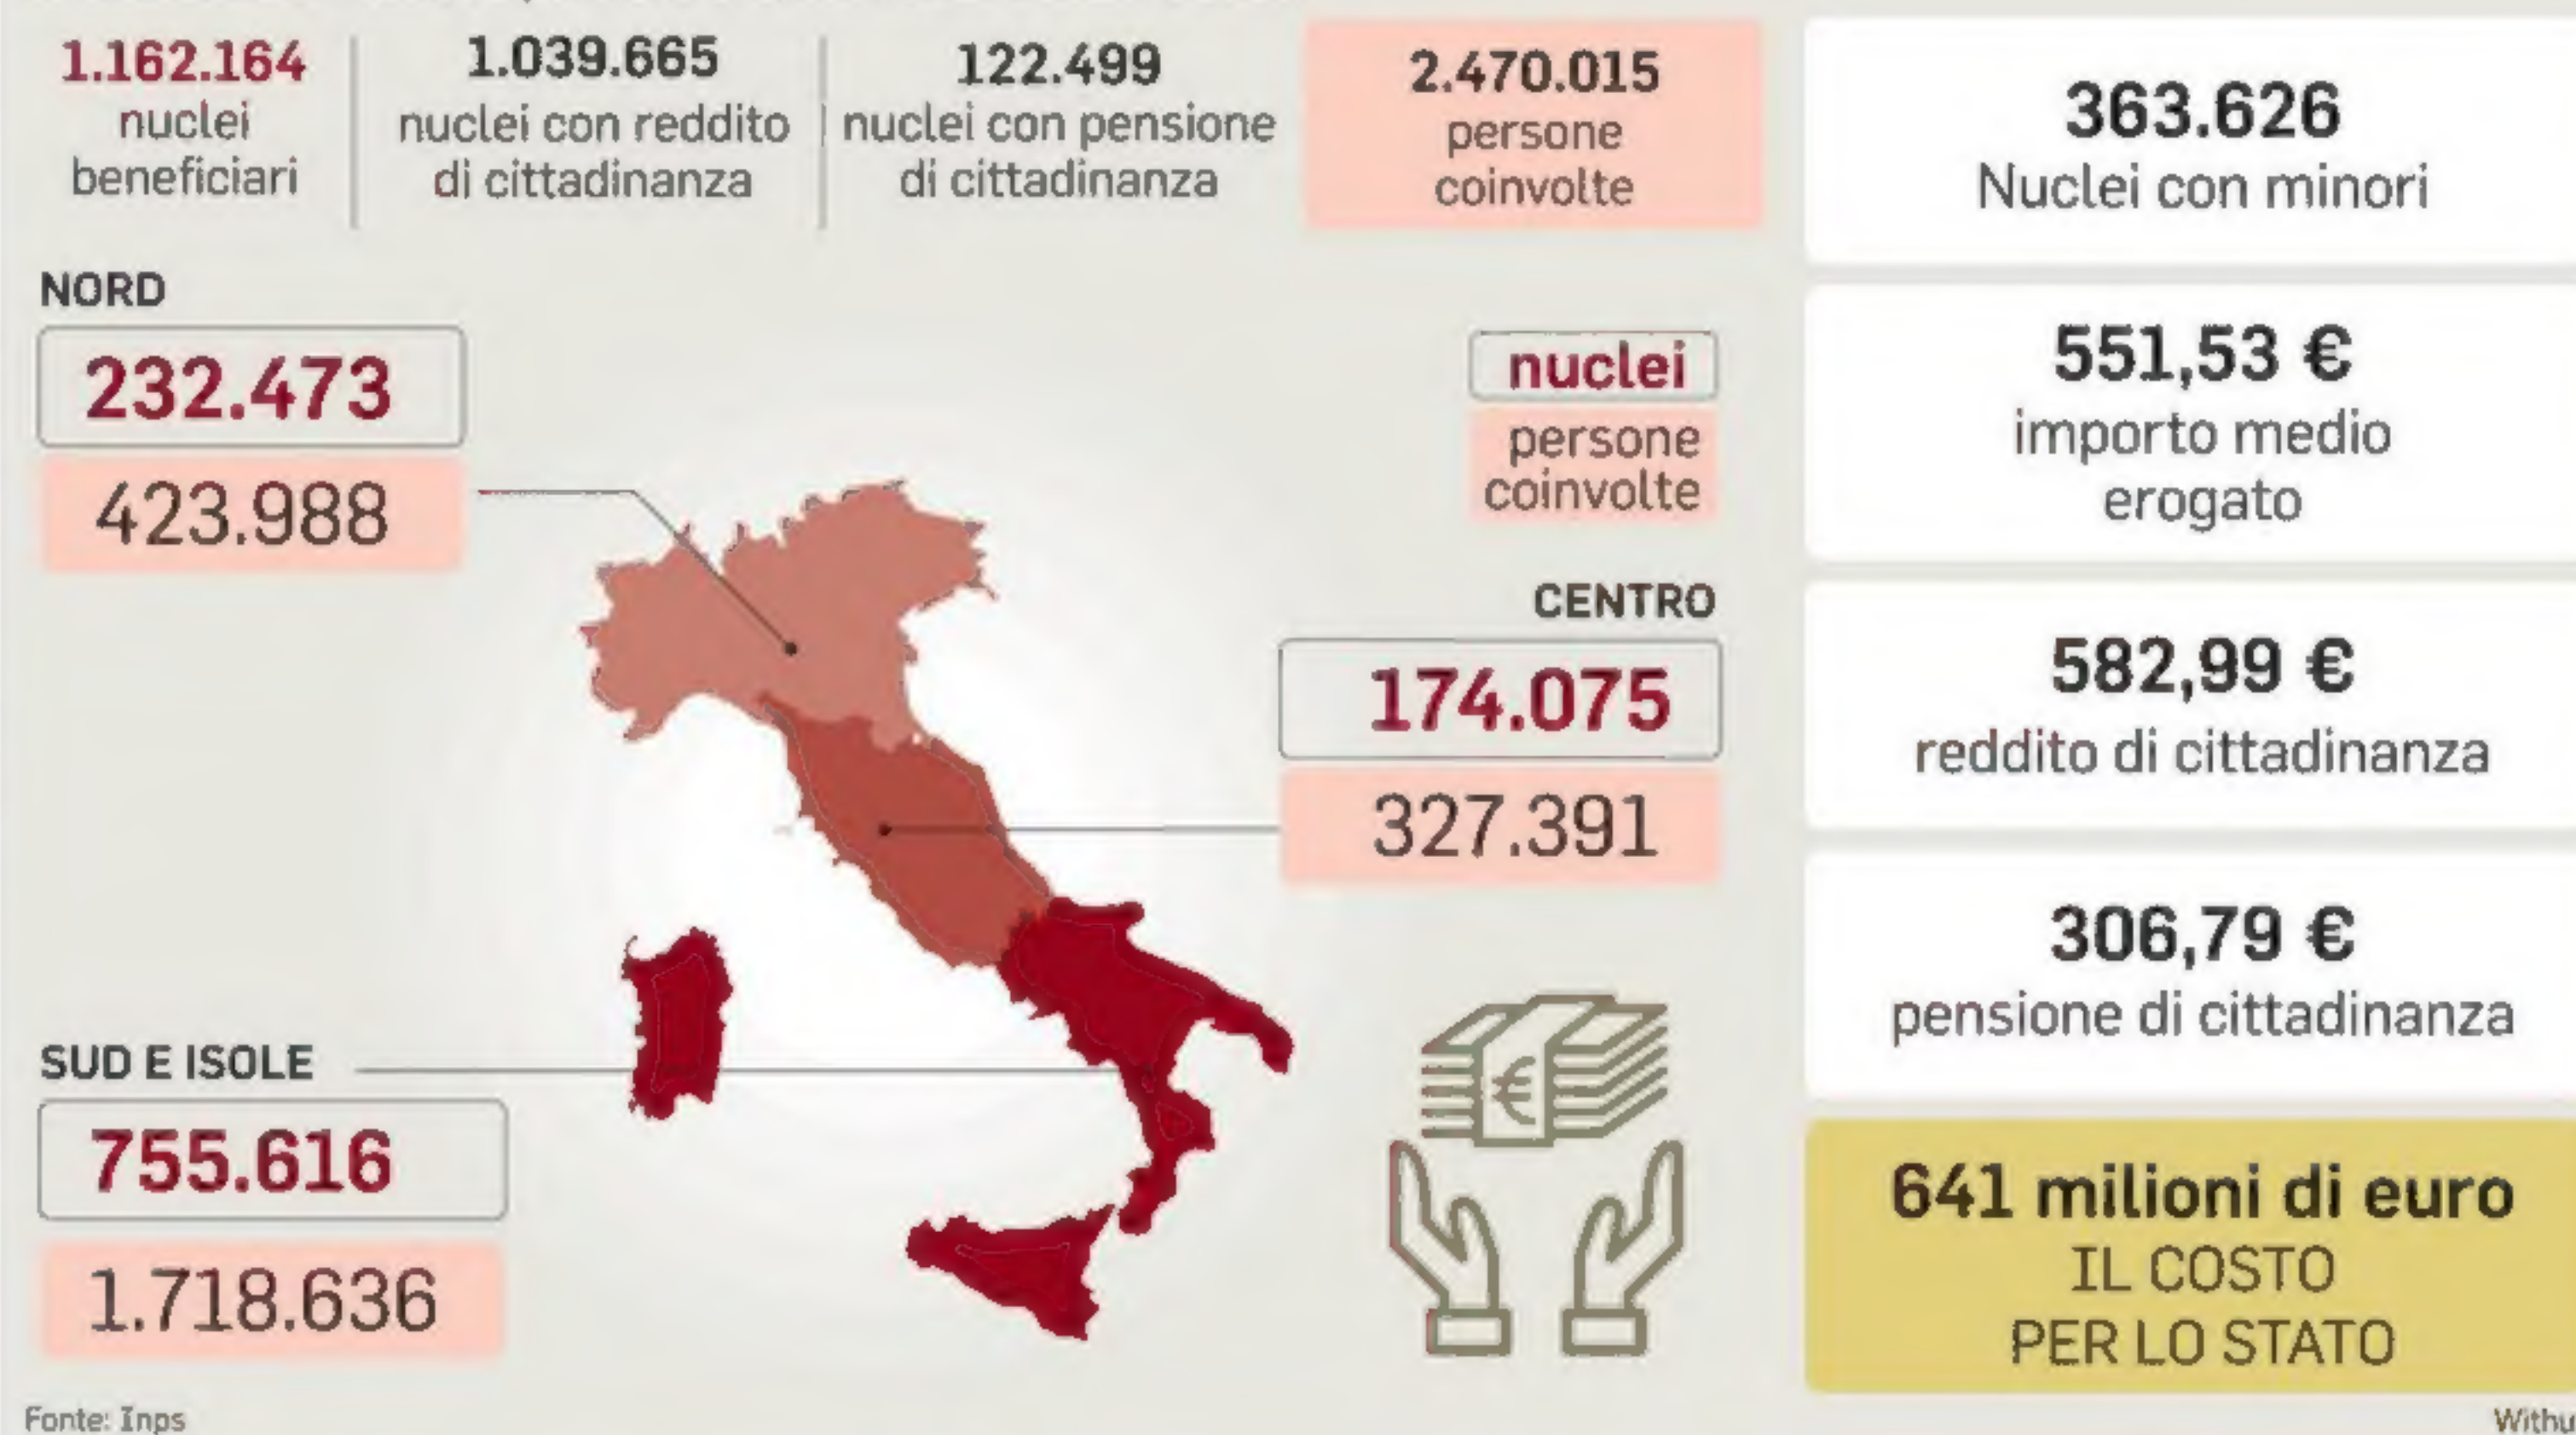 1.162.164
nuclei
beneficiari
1.039.665
nuclei con reddito
di cittadinanza
122.499
nuclei con pensione
di cittadinanza
2.470.015
persone
coinvolte
NORD
232.473
423.988
nuclei
persone
coinvolte
CENTRO
174.075
327.391
SUD E ISOLE
755.616
1.718.636
363.626
Nuclei con minori
551,53 €
importo medio
erogato
582,99 €
reddito di cittadinanza
306,79 €
pensione di cittadinanza
641 milioni di euro
IL COSTO
PER LO STATO
€
Fonte: Inps
Withu